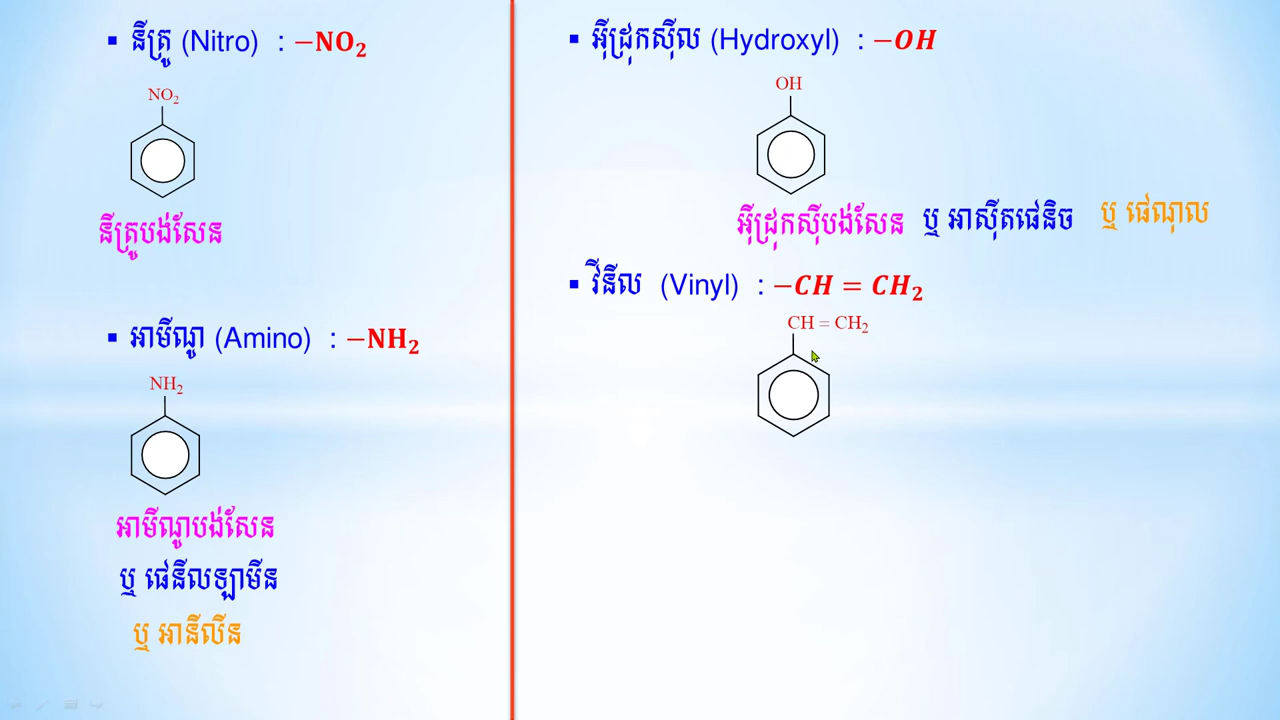 ▪ នីត្រូ (Nitro) : −NO₂
NO₂
នីត្រូបង់សែន
▪ អាមីណូ (Amino) : −NH₂
NH₂
អាមីណូបង់សែន
ឬ ផេនីលឡាមីន
ឬ អានីលីន
▪ អ៊ីដ្រុកស៊ីល (Hydroxyl) : −OH
OH
អ៊ីដ្រុកស៊ីបង់សែន ឬ អាស៊ីតផេនិច ឬ ផេណុល
▪ វីនីល (Vinyl) : −CH = CH₂
CH = CH₂